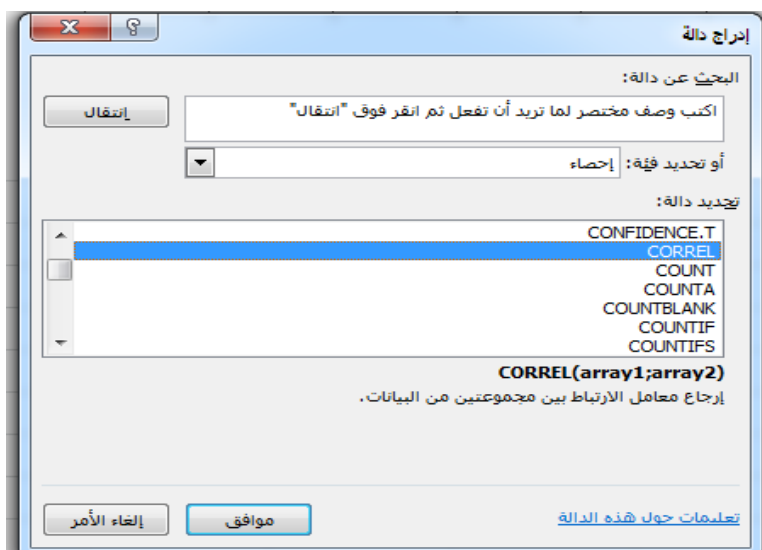 إدراج دالة
البحث عن دالة:
اكتب وصف مختصر لما تريد أن تفعل ثم انقر فوق "انتقال"
إنتقال
أو تحديد فئة: إحصاء
تحديد دالة:
CONFIDENCE.T
CORREL
COUNT
COUNTA
COUNTBLANK
COUNTIF
COUNTIFS
CORREL(array1;array2)
إرجاع معامل الارتباط بين مجموعتين من البيانات.
تعليمات حول هذه الدالة
موافق
إلغاء الأمر